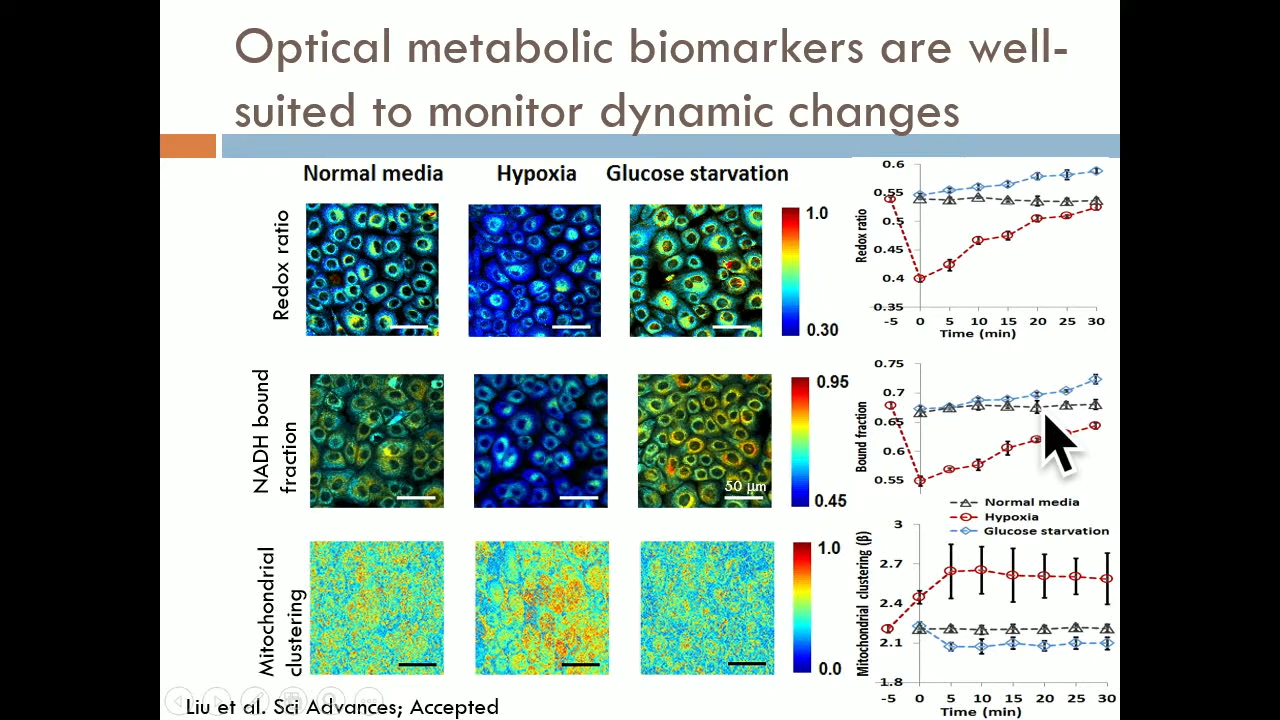 Optical metabolic biomarkers are well-
suited to monitor dynamic changes
Normal media
Hypoxia
Glucose starvation
Redox ratio
1.0
0.30
NADH bound
fraction
50 µm
0.95
0.45
Mitochondrial
clustering
1.0
0.0
Redox ratio
0.6
0.55
0.5
0.45
0.4
0.35
-5 0 5 10 15 20 25 30
Time (min)
Bound fraction
0.75
0.7
0.65
0.6
0.55
Normal media
Hypoxia
Glucose starvation
Mitochondrial clustering (β)
3
2.7
2.4
2.1
1.8
-5 0 5 10 15 20 25 30
Time (min)
Liu et al. Sci Advances; Accepted